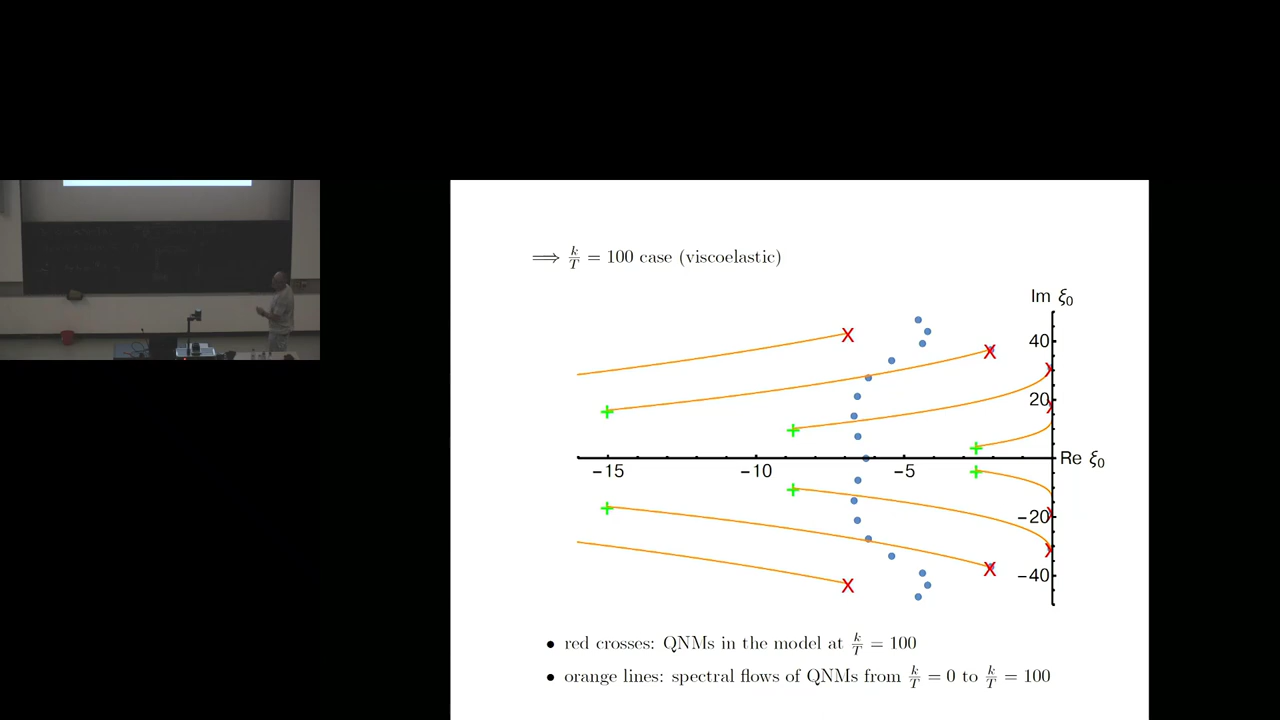 ⟹ k/T = 100 case (viscoelastic)
Im ξ₀
40
20
Re ξ₀
−15 −10 −5
−20
−40
• red crosses: QNMs in the model at k/T = 100
• orange lines: spectral flows of QNMs from k/T = 0 to k/T = 100